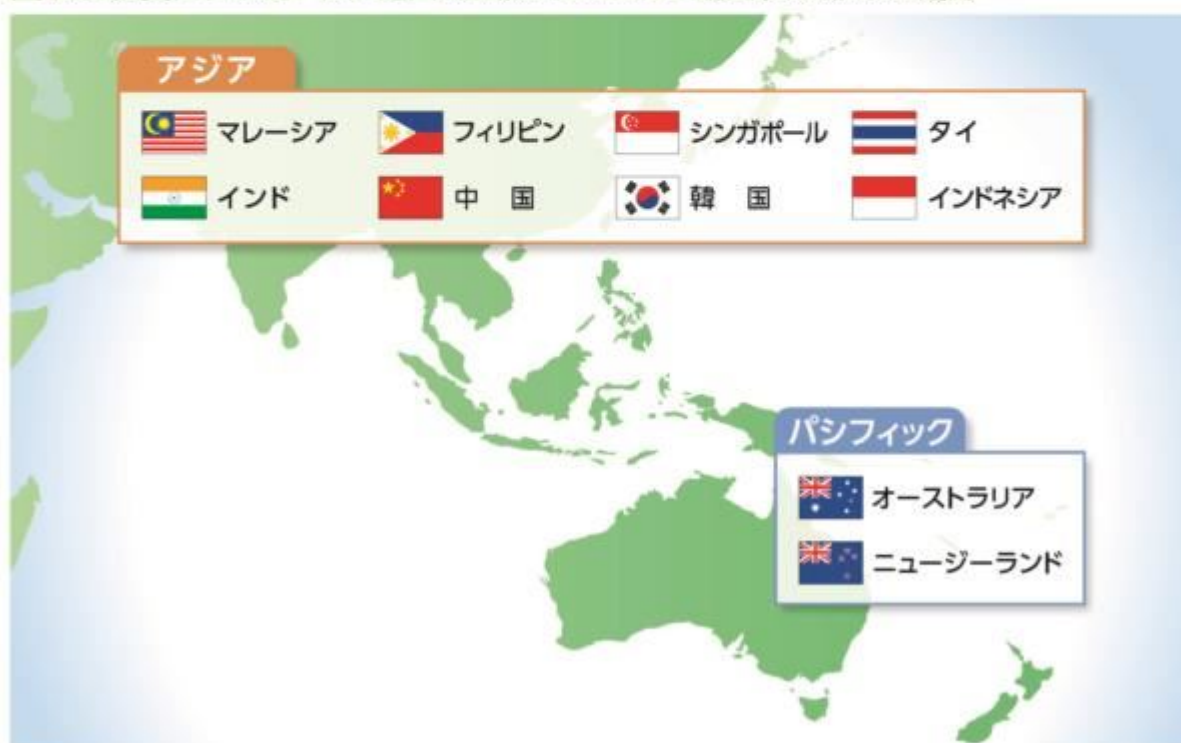 アジア
マレーシア フィリピン シンガポール タイ
インド 中 国 韓 国 インドネシア
パシフィック
オーストラリア
ニュージーランド